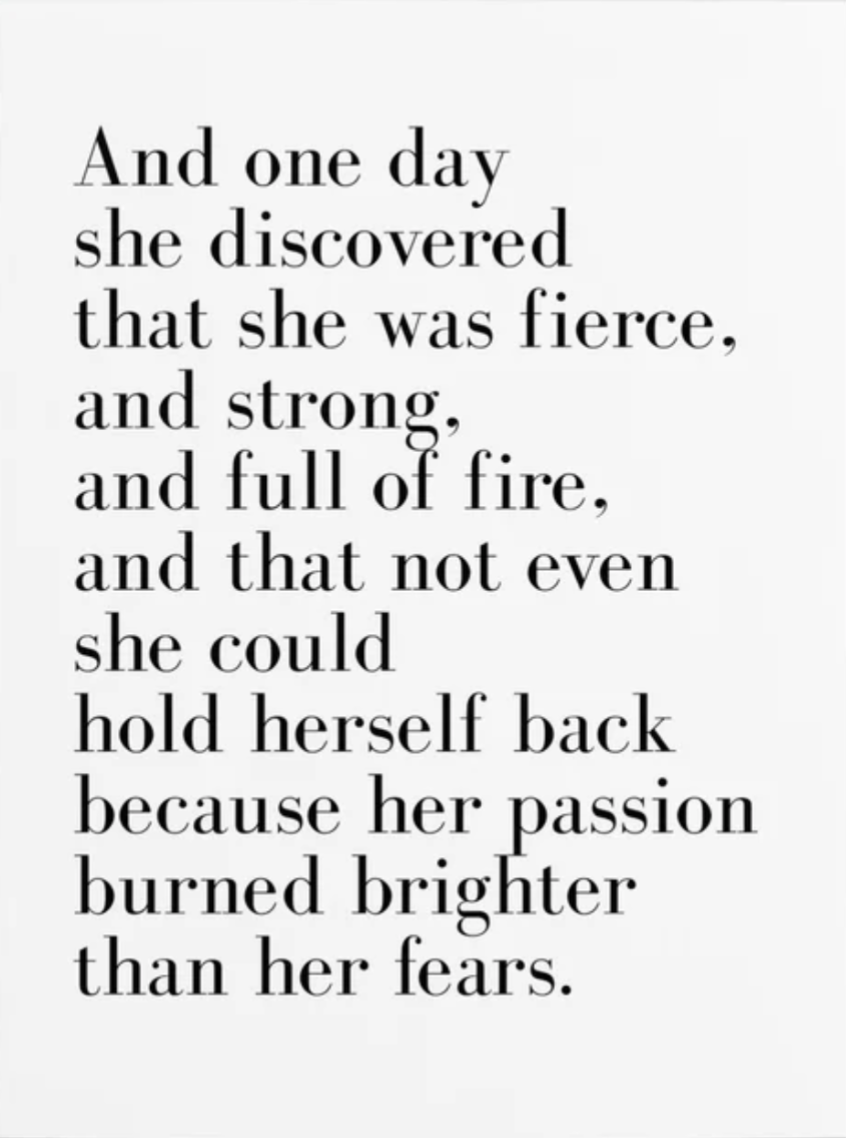 And one day
she discovered
that she was fierce,
and strong,
and full of fire,
and that not even
she could
hold herself back
because her passion
burned brighter
than her fears.